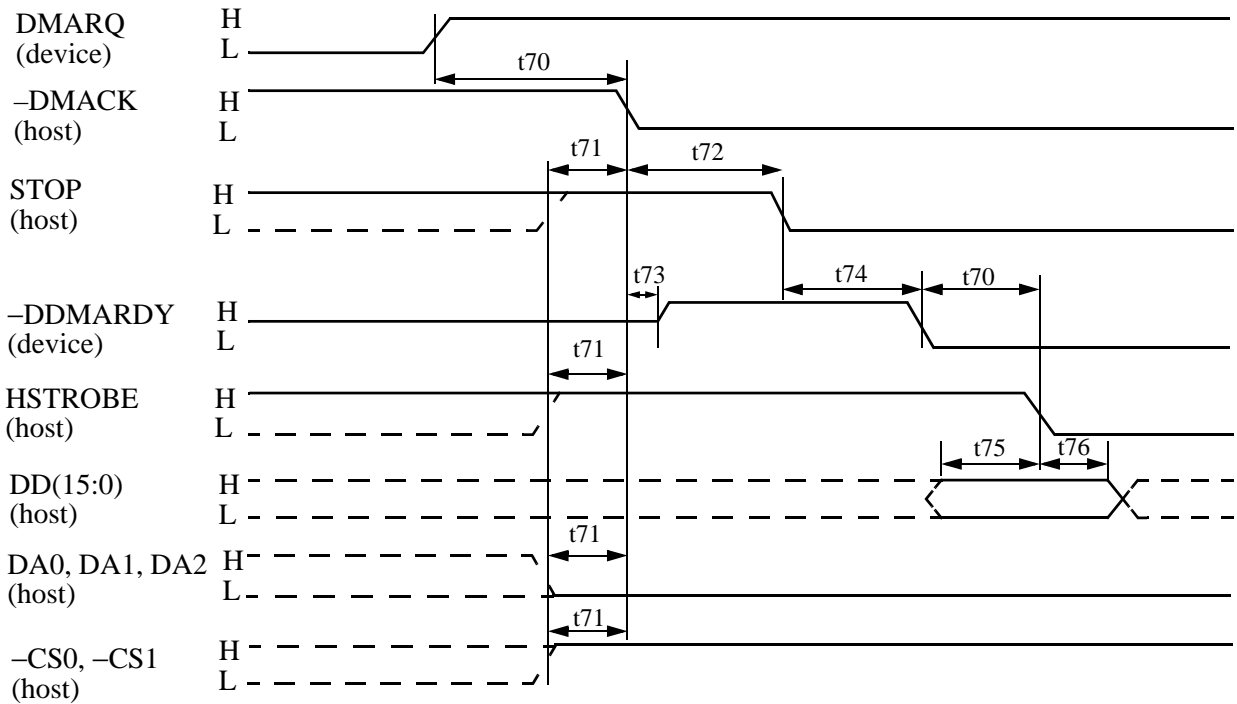 DMARQ
(device)
H
L
t70
–DMACK
(host)
H
L
t71
t72
STOP
(host)
H
L
t73
t74
t70
–DDMARDY
(device)
H
L
t71
HSTROBE
(host)
H
L
t75
t76
DD(15:0)
(host)
H
L
t71
DA0, DA1, DA2
(host)
H
L
t71
–CS0, –CS1
(host)
H
L